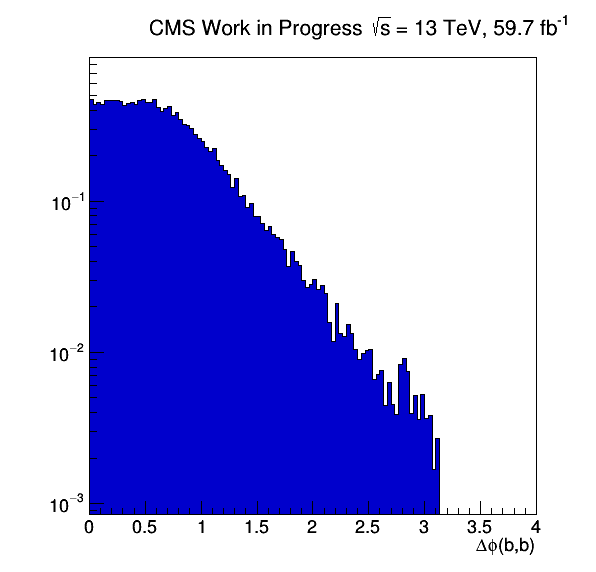 CMS Work in Progress √s = 13 TeV, 59.7 fb⁻¹
10⁻¹
10⁻²
10⁻³
0 0.5 1 1.5 2 2.5 3 3.5 4
Δϕ(b,b)